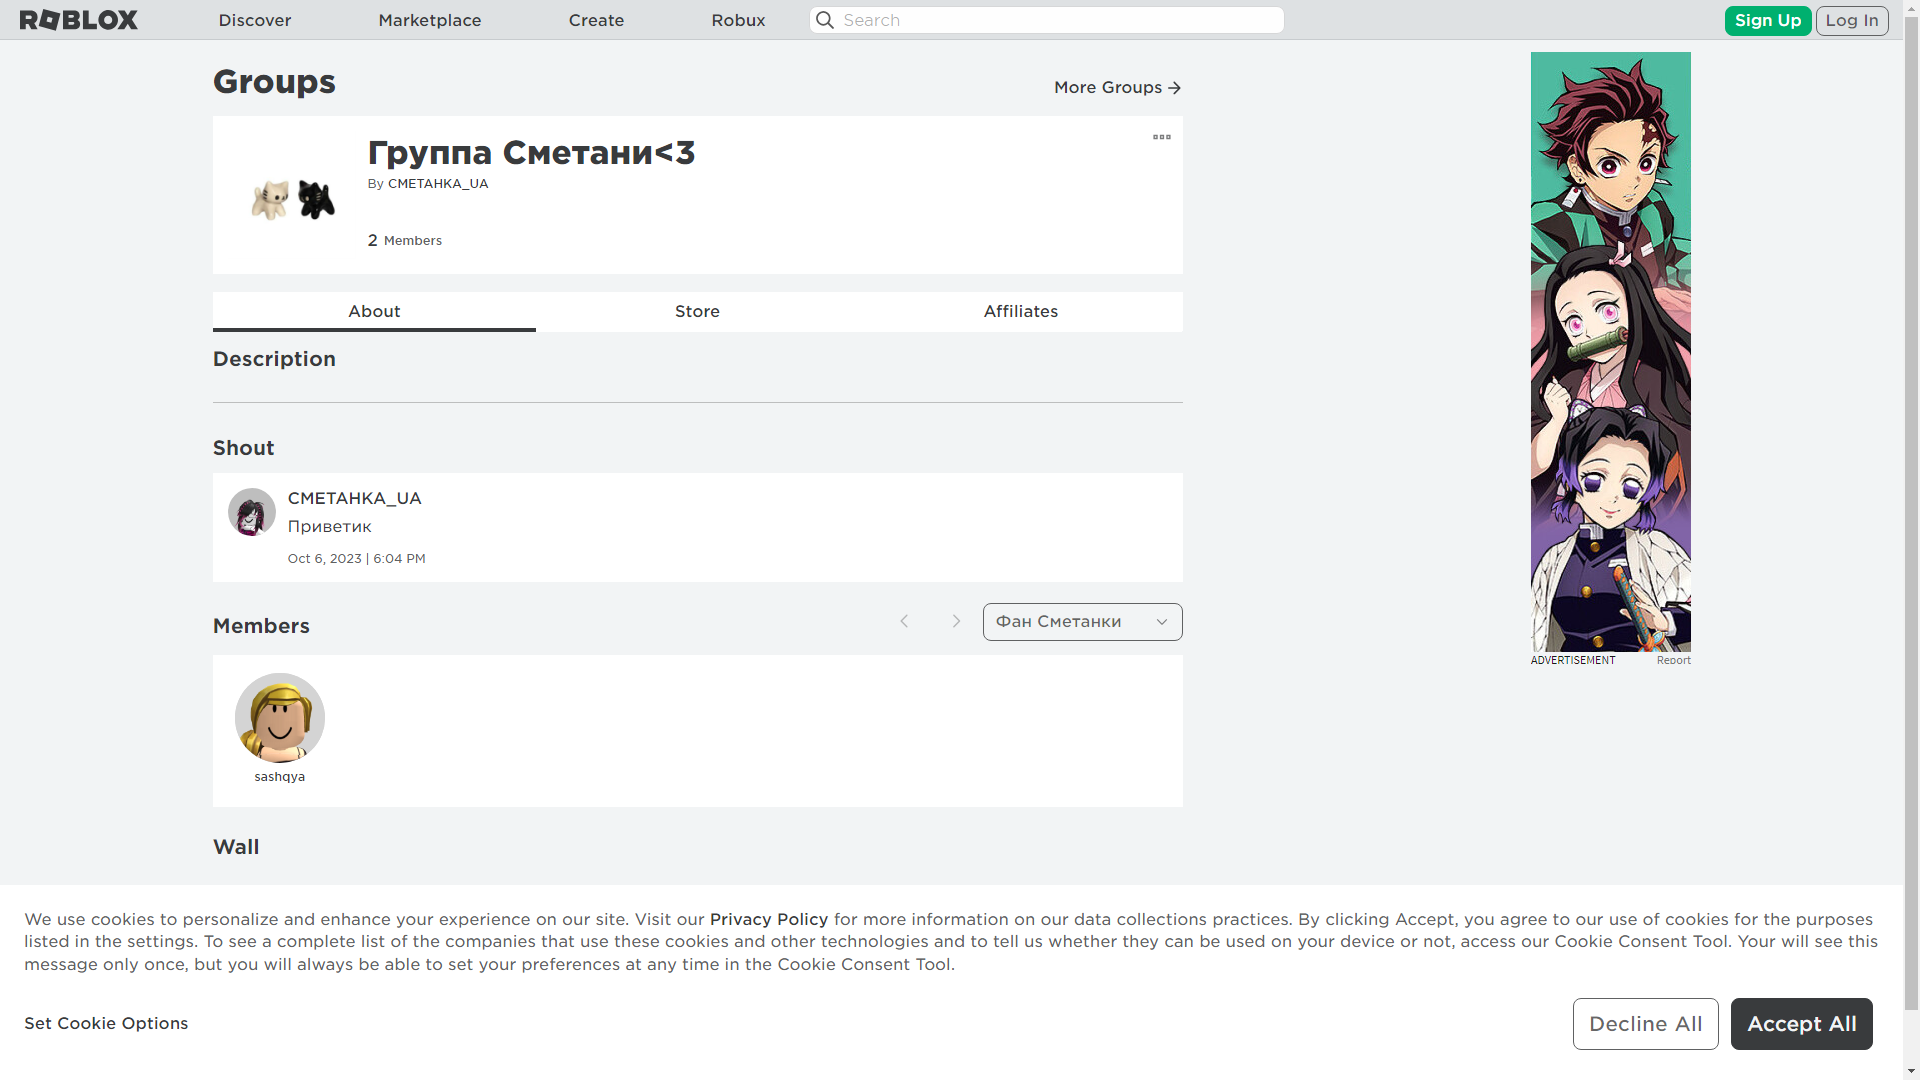 ROBLOX
Discover
Marketplace
Create
Robux
Search
Sign Up
Log In
Groups
More Groups
Группа Сметани<3
By CMETAHKA_UA
2 Members
About
Store
Affiliates
Description
Shout
CMETAHKA_UA
Приветик
Oct 6, 2023 | 6:04 PM
Members
Фан Сметанки
sashqya
Wall
ADVERTISEMENT
Report
We use cookies to personalize and enhance your experience on our site. Visit our Privacy Policy for more information on our data collections practices. By clicking Accept, you agree to our use of cookies for the purposes
listed in the settings. To see a complete list of the companies that use these cookies and other technologies and to tell us whether they can be used on your device or not, access our Cookie Consent Tool. Your will see this
message only once, but you will always be able to set your preferences at any time in the Cookie Consent Tool.
Set Cookie Options
Decline All
Accept All